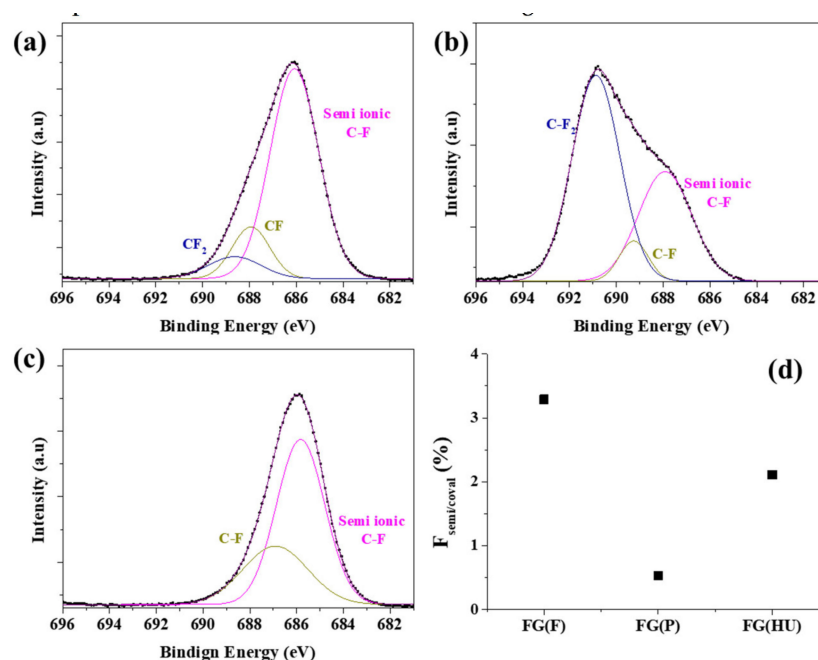 (a)
Semi ionic
C-F
CF
CF2
Intensity (a.u)
696 694 692 690 688 686 684 682
Binding Energy (eV)
(b)
C-F2
Semi ionic
C-F
C-F
Intensity (a.u)
696 694 692 690 688 686 684 682
Binding Energy (eV)
(c)
C-F
Semi ionic
C-F
Intensity (a.u)
696 694 692 690 688 686 684 682
Bindign Energy (eV)
(d)
F semi/coval (%)
4
3
2
1
0
FG(F) FG(P) FG(HU)